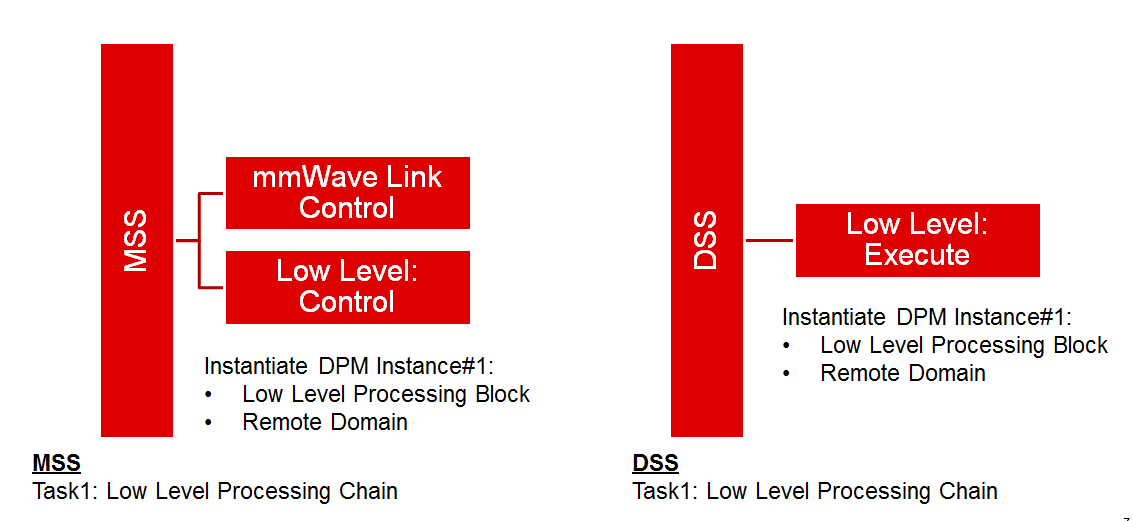 MSS
mmWave Link
Control
Low Level:
Control
Instantiate DPM Instance#1:
• Low Level Processing Block
• Remote Domain
MSS
Task1: Low Level Processing Chain
DSS
Low Level:
Execute
Instantiate DPM Instance#1:
• Low Level Processing Block
• Remote Domain
DSS
Task1: Low Level Processing Chain